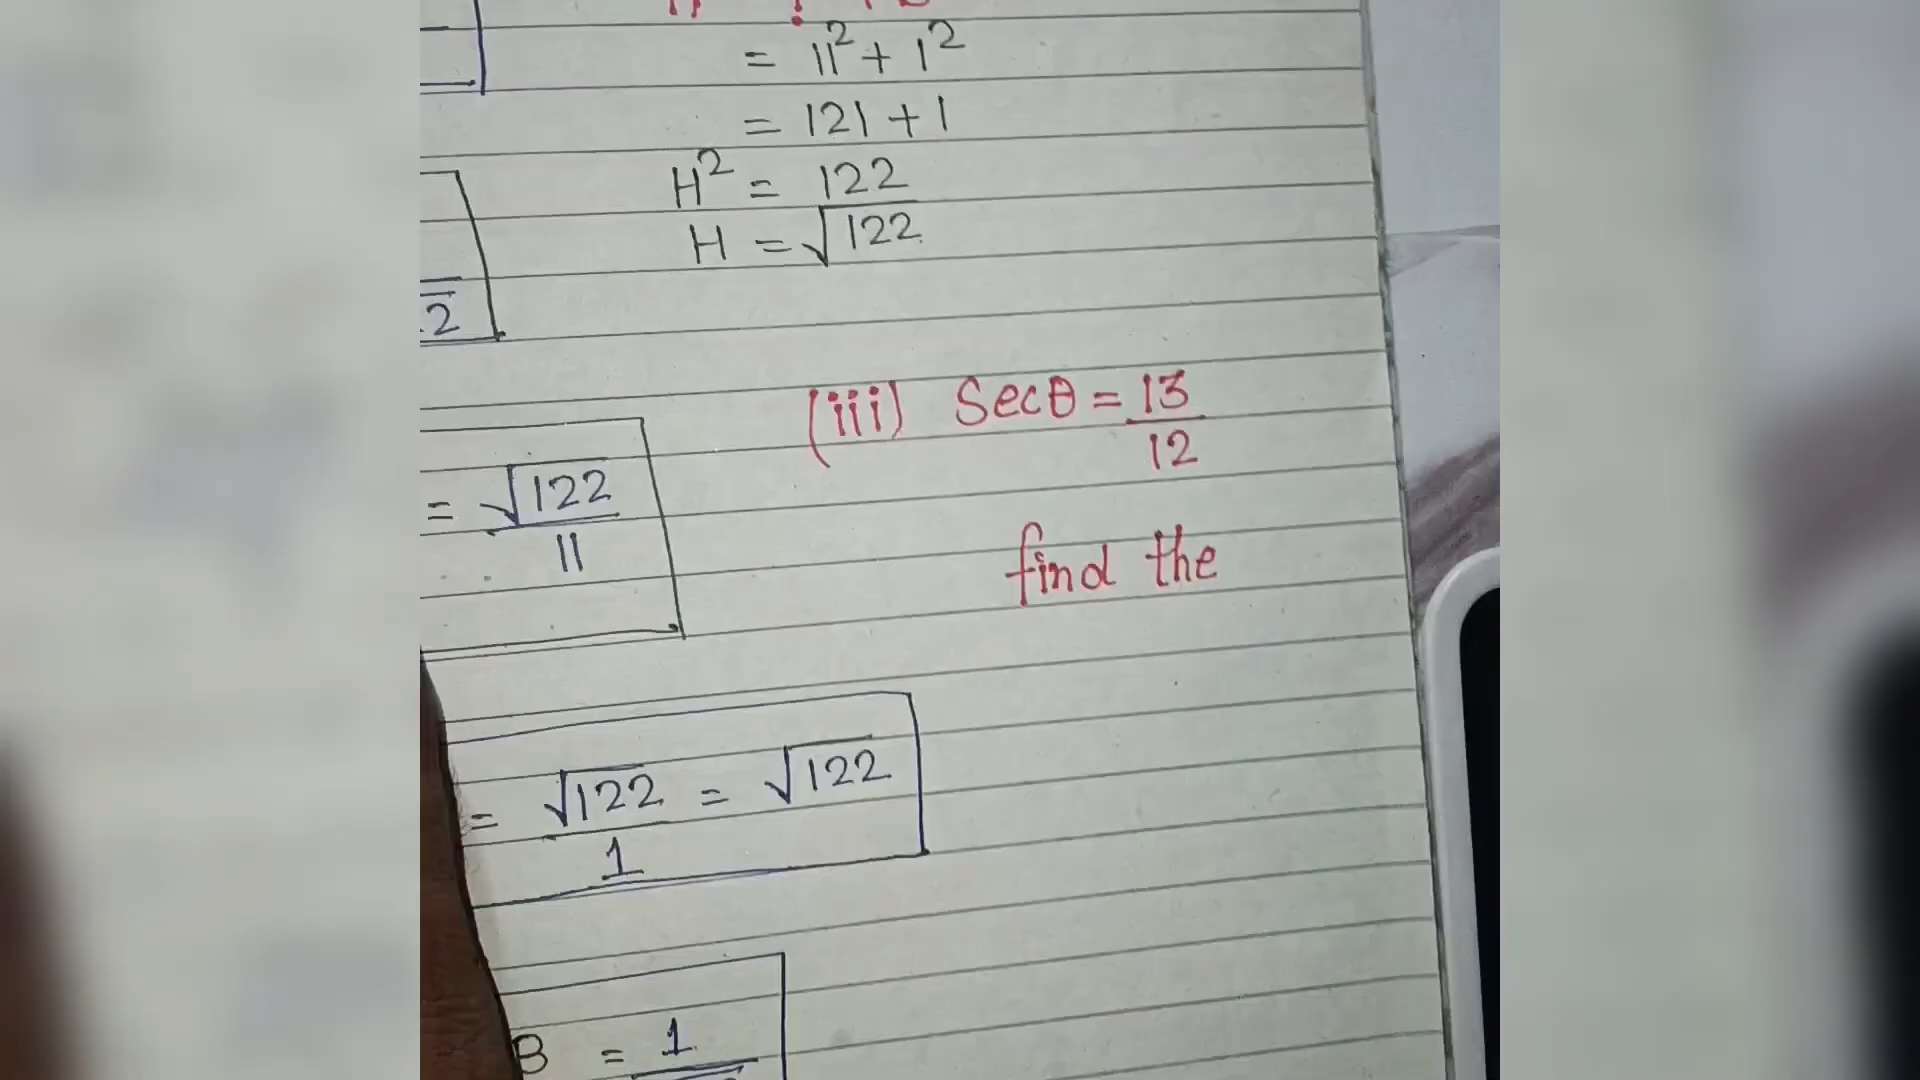 = 11² + 1²
= 121 + 1
H² = 122
H = √122
2
(iii) Secθ = 13/12
= √122/11
find the
= √122/1 = √122
B = 1